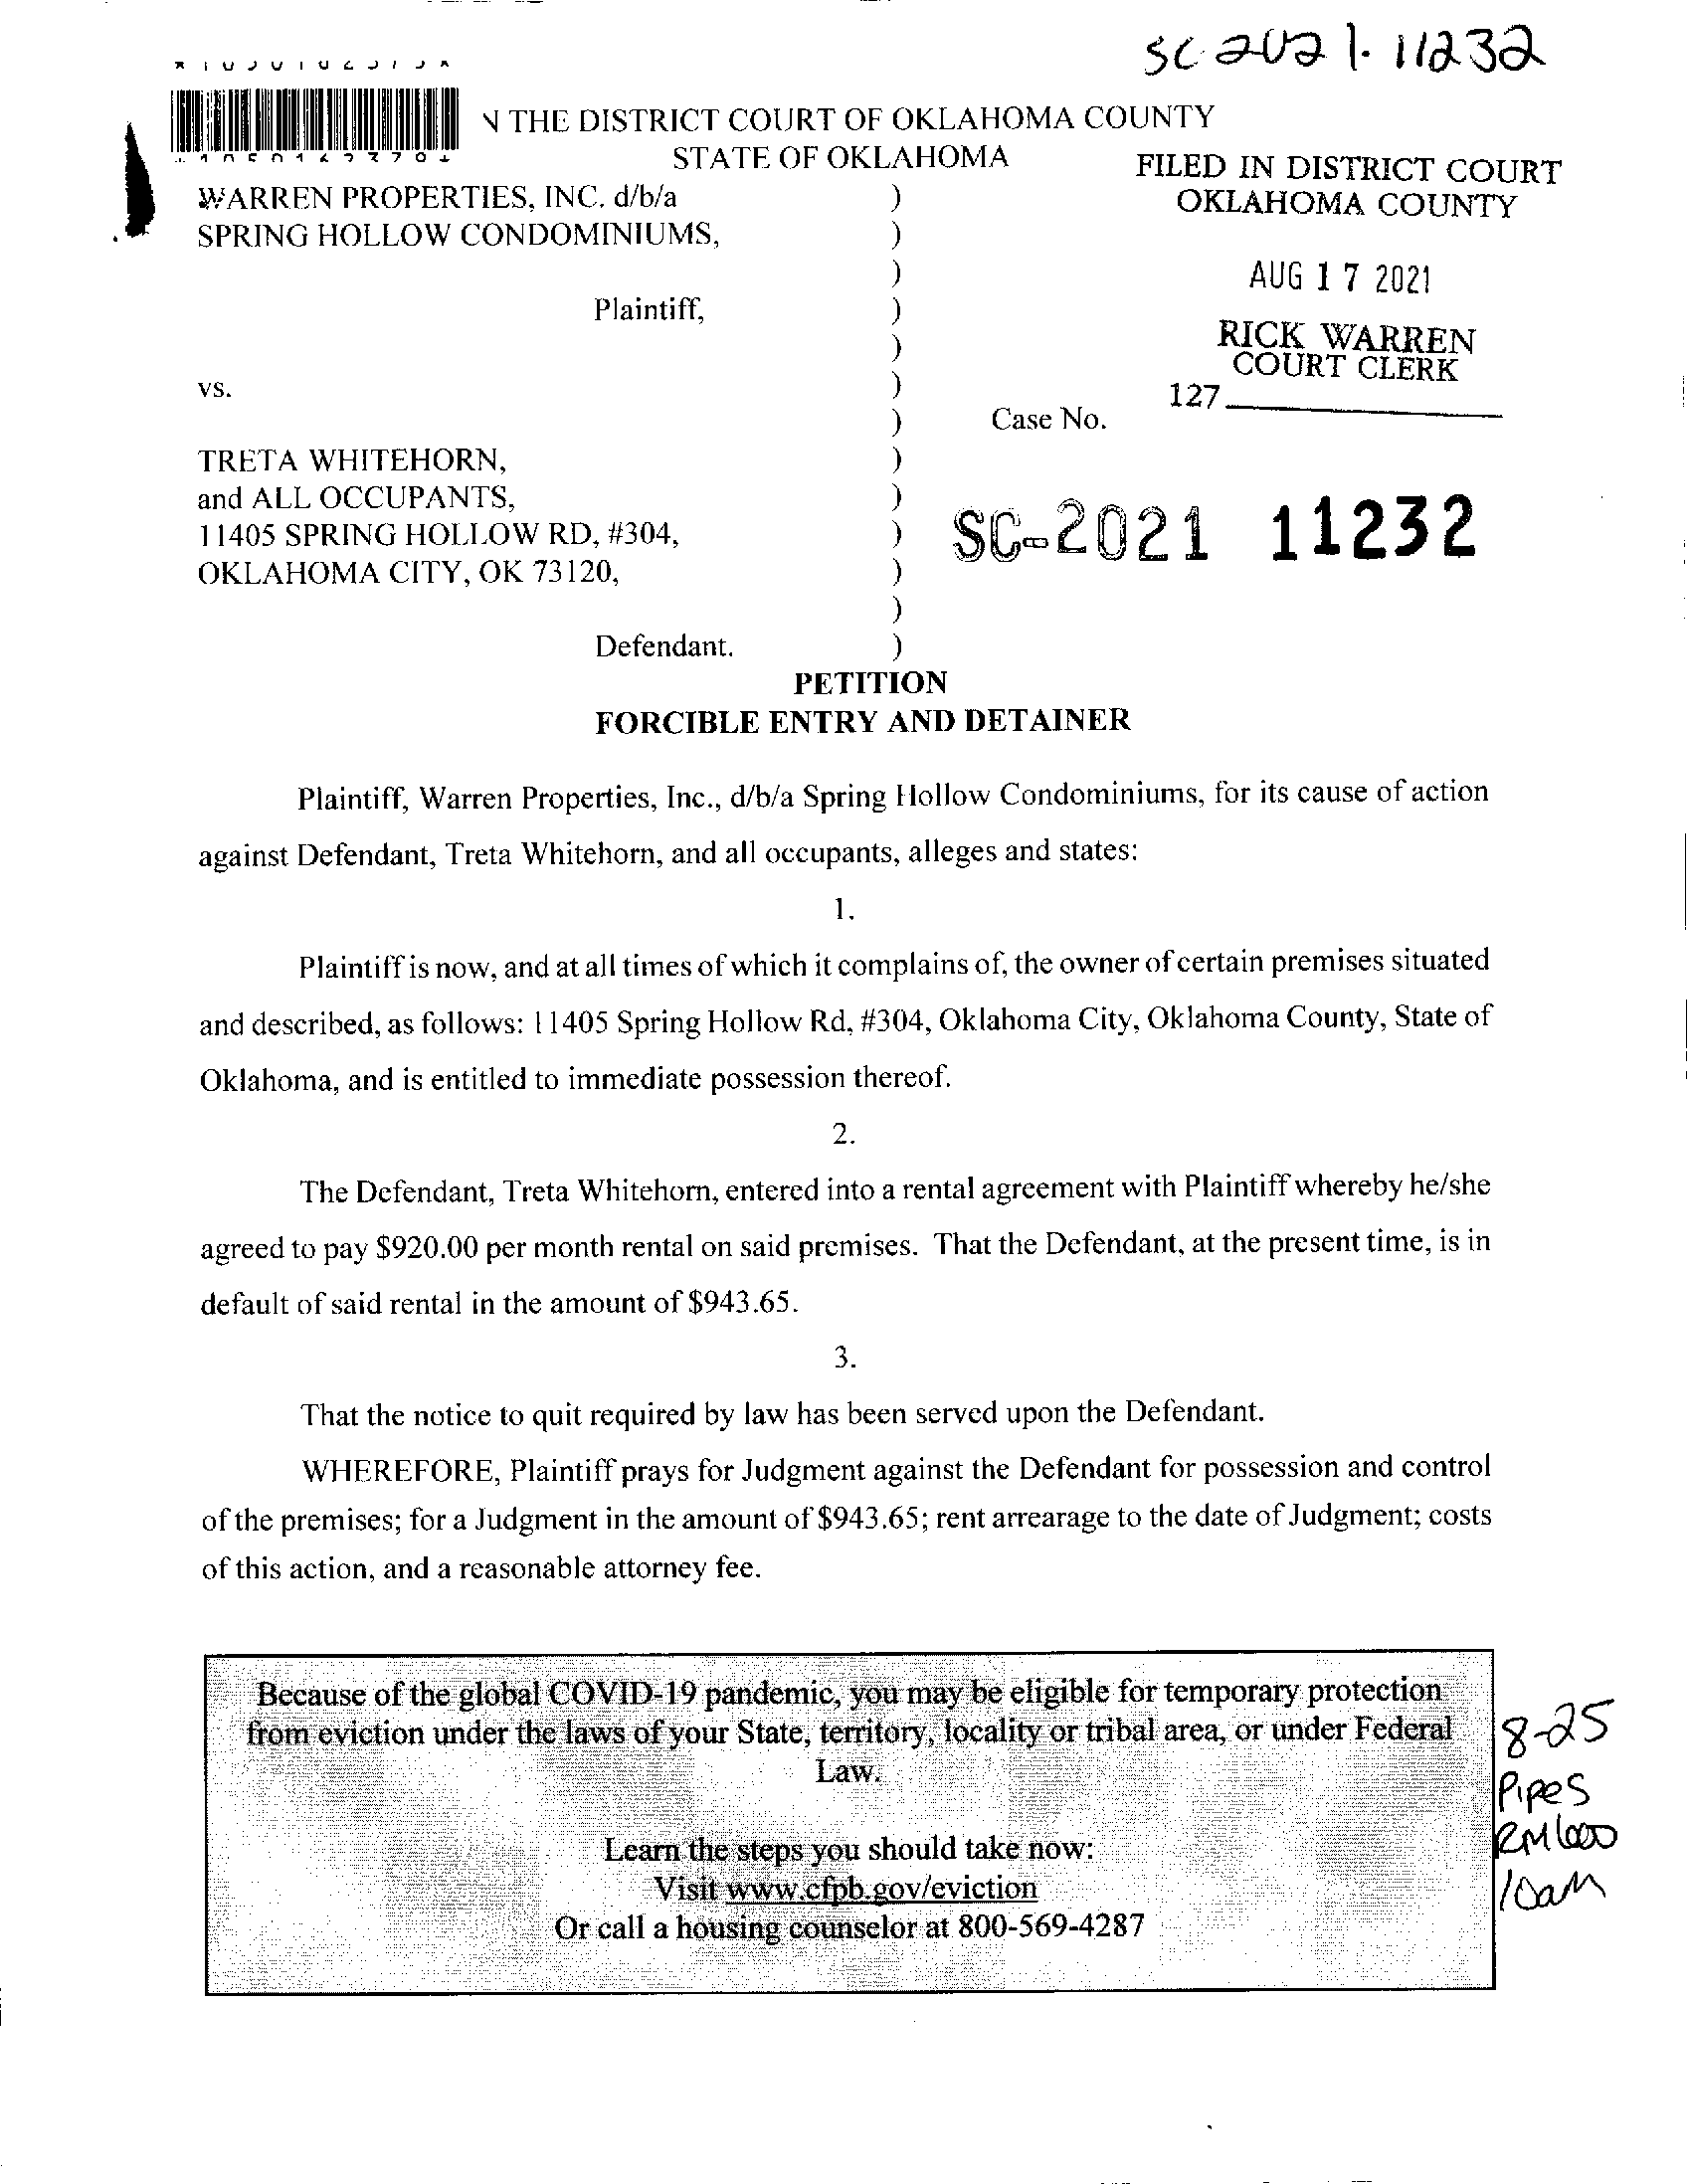 SC-2021-11232
N THE DISTRICT COURT OF OKLAHOMA COUNTY
STATE OF OKLAHOMA
FILED IN DISTRICT COURT
OKLAHOMA COUNTY
AUG 17 2021
RICK WARREN
COURT CLERK
127
WARREN PROPERTIES, INC. d/b/a )
SPRING HOLLOW CONDOMINIUMS, )
)
Plaintiff, )
)
vs. )
) Case No.
TRETA WHITEHORN, )
and ALL OCCUPANTS, )
11405 SPRING HOLLOW RD, #304, ) SC-2021 11232
OKLAHOMA CITY, OK 73120, )
)
Defendant. )
PETITION
FORCIBLE ENTRY AND DETAINER
Plaintiff, Warren Properties, Inc., d/b/a Spring Hollow Condominiums, for its cause of action
against Defendant, Treta Whitehorn, and all occupants, alleges and states:
1.
Plaintiff is now, and at all times of which it complains of, the owner of certain premises situated
and described, as follows: 11405 Spring Hollow Rd, #304, Oklahoma City, Oklahoma County, State of
Oklahoma, and is entitled to immediate possession thereof.
2.
The Defendant, Treta Whitehorn, entered into a rental agreement with Plaintiff whereby he/she
agreed to pay $920.00 per month rental on said premises. That the Defendant, at the present time, is in
default of said rental in the amount of $943.65.
3.
That the notice to quit required by law has been served upon the Defendant.
WHEREFORE, Plaintiff prays for Judgment against the Defendant for possession and control
of the premises; for a Judgment in the amount of $943.65; rent arrearage to the date of Judgment; costs
of this action, and a reasonable attorney fee.
Because of the global COVID-19 pandemic, you may be eligible for temporary protection
from eviction under the laws of your State, territory, locality or tribal area, or under Federal
Law.
Learn the steps you should take now:
Visit www.cfpb.gov/eviction
Or call a housing counselor at 800-569-4287
8-25
Pipes
RM 600
10am